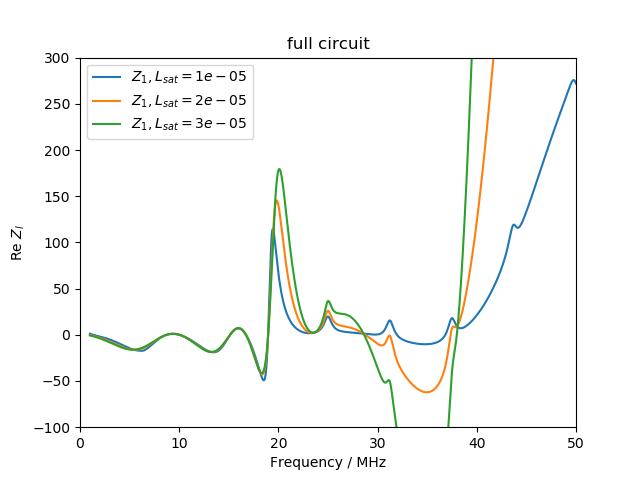 full circuit
Z₁, Lₛₐₜ = 1e − 05
Z₁, Lₛₐₜ = 2e − 05
Z₁, Lₛₐₜ = 3e − 05
300
250
200
150
100
50
0
−50
−100
Re Zₗ
0 10 20 30 40 50
Frequency / MHz